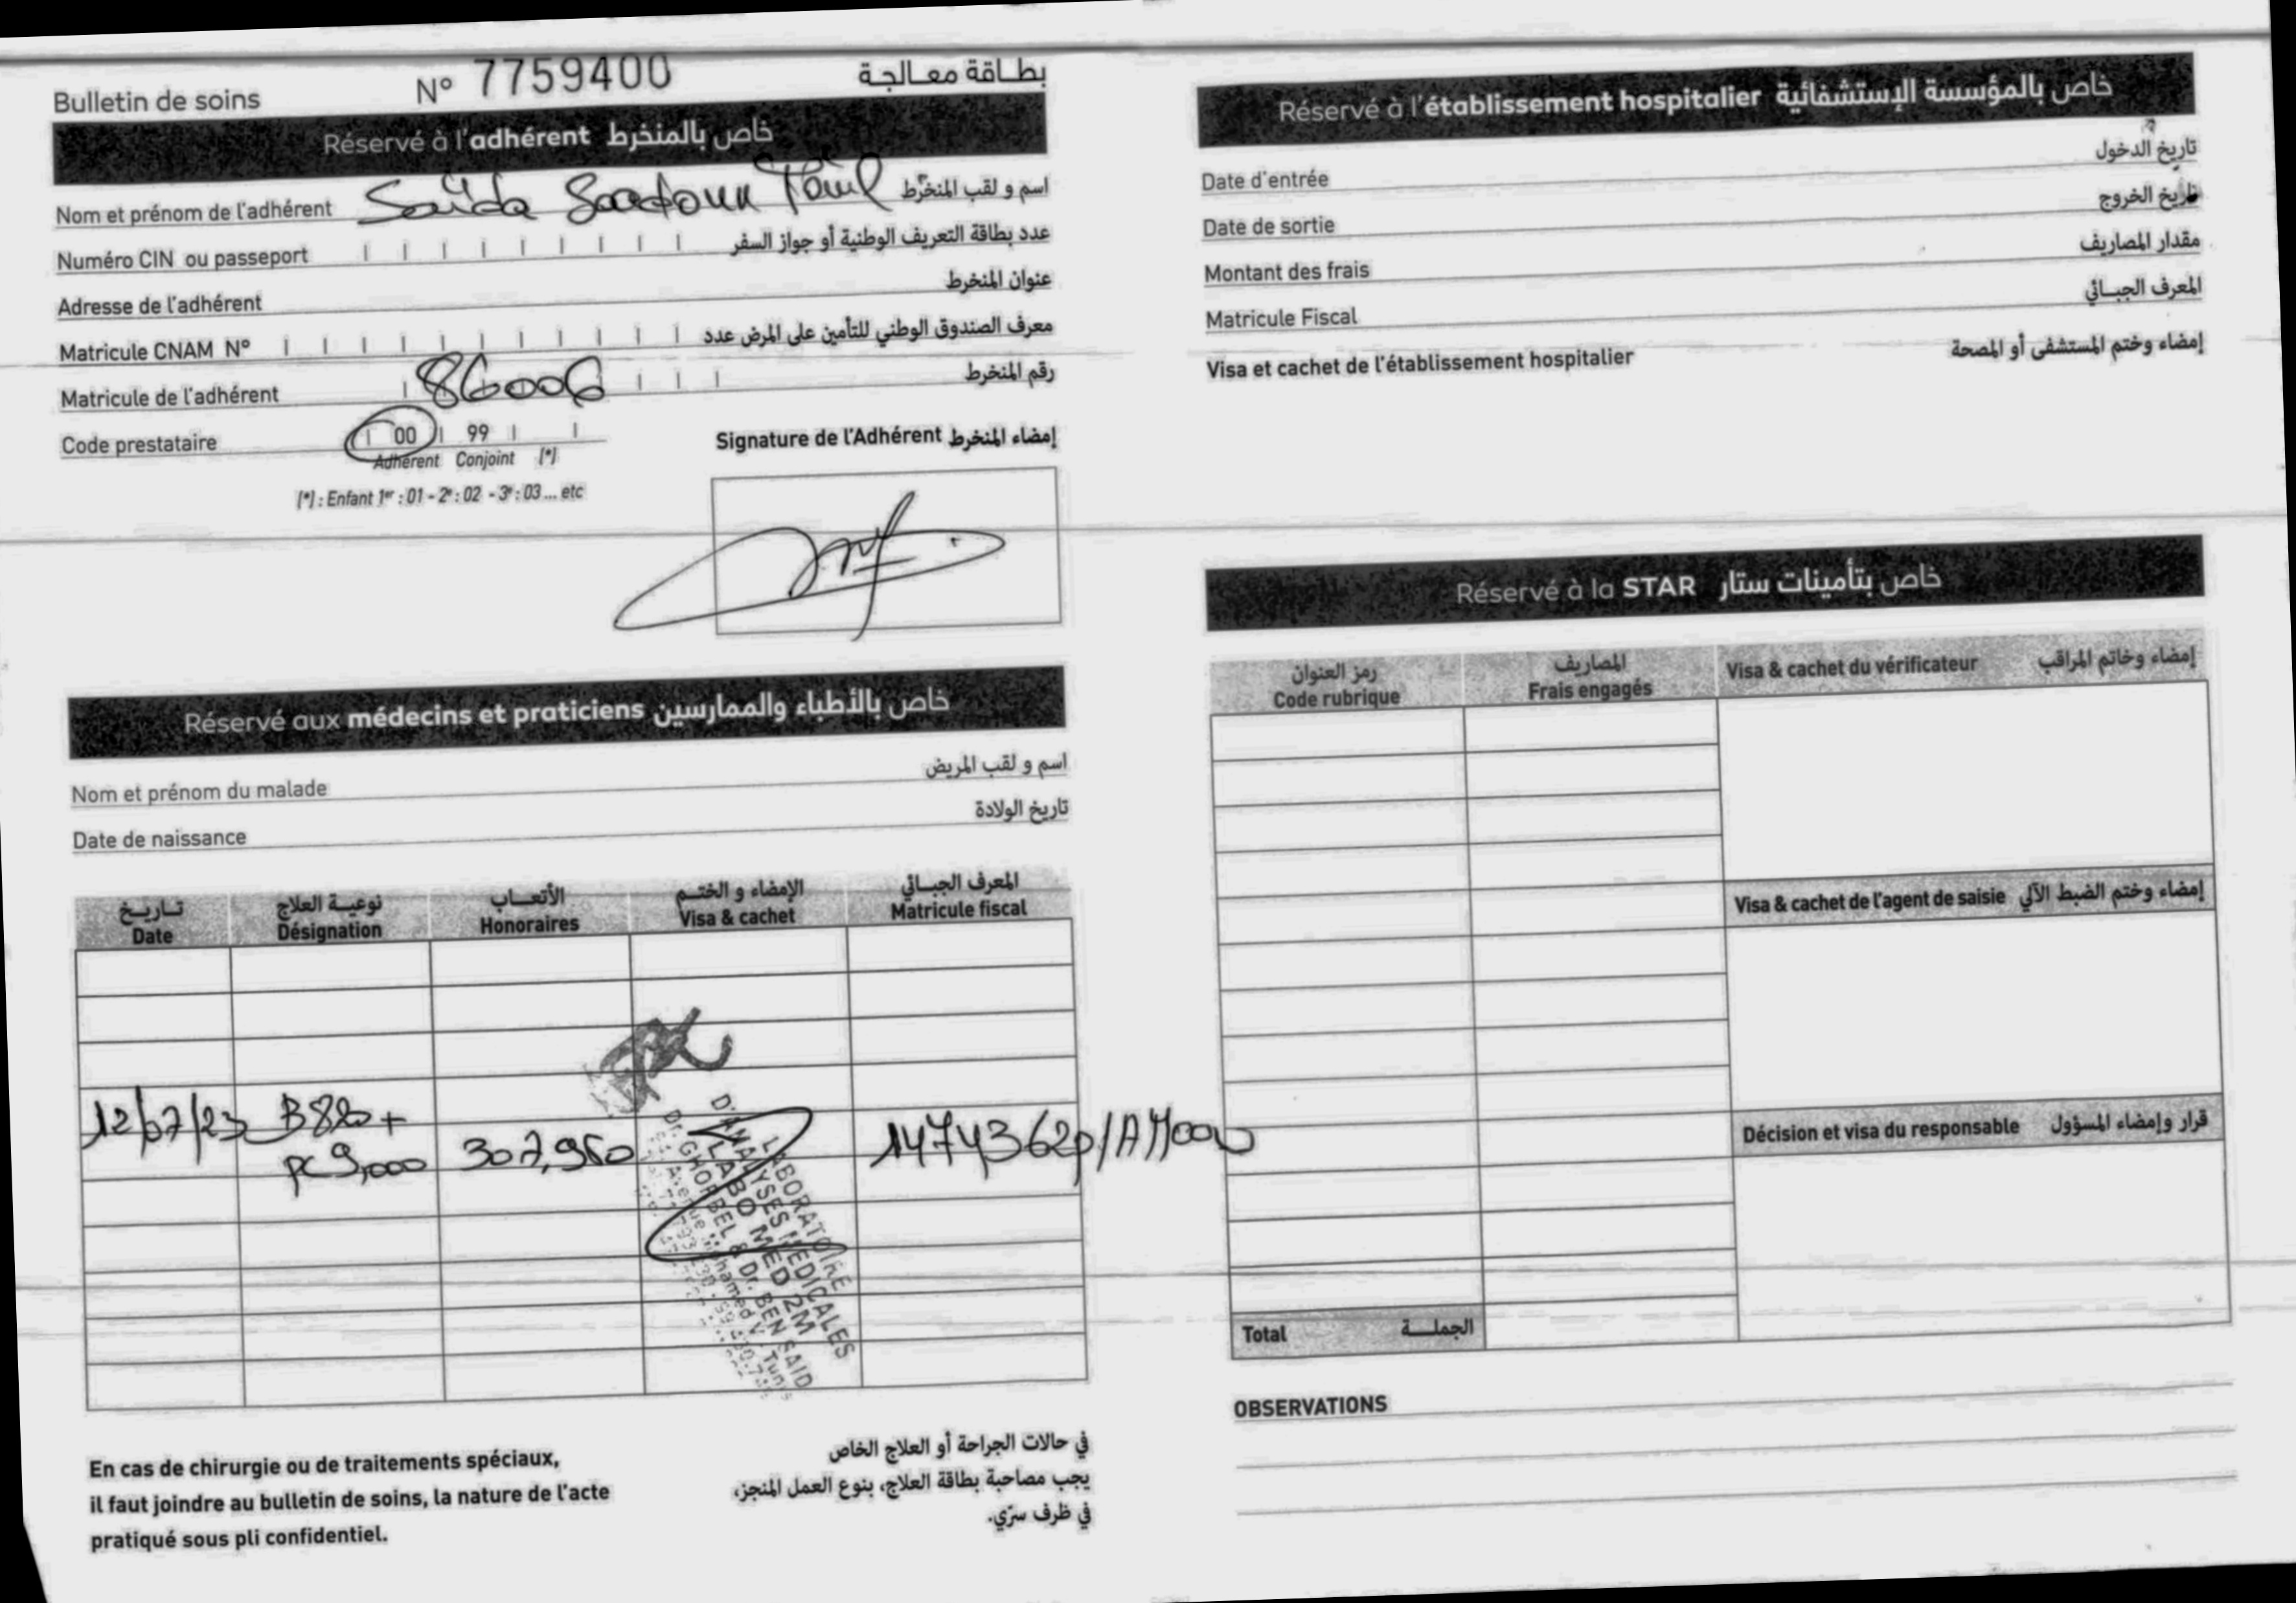 Bulletin de soins N° 7759400 بطاقة معالجة
Réservé à l'adhérent خاص بالمنخرط
Nom et prénom de l'adhérent Saïda Saadoun اسم و لقب المنخرط
Numéro CIN ou passeport عدد بطاقة التعريف الوطنية أو جواز السفر
Adresse de l'adhérent عنوان المنخرط
Matricule CNAM N° معرف الصندوق الوطني للتأمين على المرض عدد
Matricule de l'adhérent 86006 رقم المنخرط
Code prestataire 00 99
Adhérent Conjoint (*)
(*) : Enfant 1er : 01 - 2e : 02 - 3e : 03 ... etc
Signature de l'Adhérent إمضاء المنخرط
Réservé aux médecins et praticiens خاص بالأطباء والممارسين
Nom et prénom du malade اسم و لقب المريض
Date de naissance تاريخ الولادة
تاريخ نوعية العلاج الأتعاب الإمضاء و الختم المعرف الجبائي
Date Désignation Honoraires Visa & cachet Matricule fiscal
12/07/23 B 820 +
pc 9,000 307,960 1474362p/AM000
LABORATOIRE
D'ANALYSES MEDICALES
LABO MED 2M
Dr. GHORBEL & Dr. BEN SAID
En cas de chirurgie ou de traitements spéciaux,
il faut joindre au bulletin de soins, la nature de l'acte
pratiqué sous pli confidentiel.
في حالات الجراحة أو العلاج الخاص
يجب مصاحبة بطاقة العلاج، بنوع العمل المنجز،
في ظرف سرّي.
Réservé à l'établissement hospitalier خاص بالمؤسسة الإستشفائية
Date d'entrée تاريخ الدخول
Date de sortie تاريخ الخروج
Montant des frais مقدار المصاريف
Matricule Fiscal المعرف الجبائي
Visa et cachet de l'établissement hospitalier إمضاء وختم المستشفى أو المصحة
Réservé à la STAR خاص بتأمينات ستار
رمز العنوان المصاريف
Code rubrique Frais engagés
Visa & cachet du vérificateur إمضاء وخاتم المراقب
Visa & cachet de l'agent de saisie إمضاء وختم الضبط الآلي
Décision et visa du responsable قرار وإمضاء المسؤول
Total الجملة
OBSERVATIONS